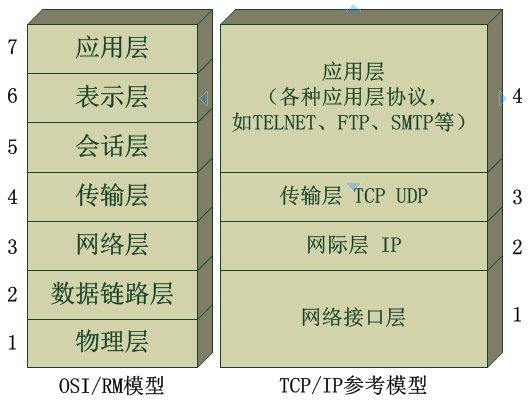 7
应用层
6
表示层
5
会话层
4
传输层
3
网络层
2
数据链路层
1
物理层
OSI/RM模型
应用层
（各种应用层协议，
如TELNET、FTP、SMTP等）
4
传输层 TCP UDP
3
网际层 IP
2
网络接口层
1
TCP/IP参考模型